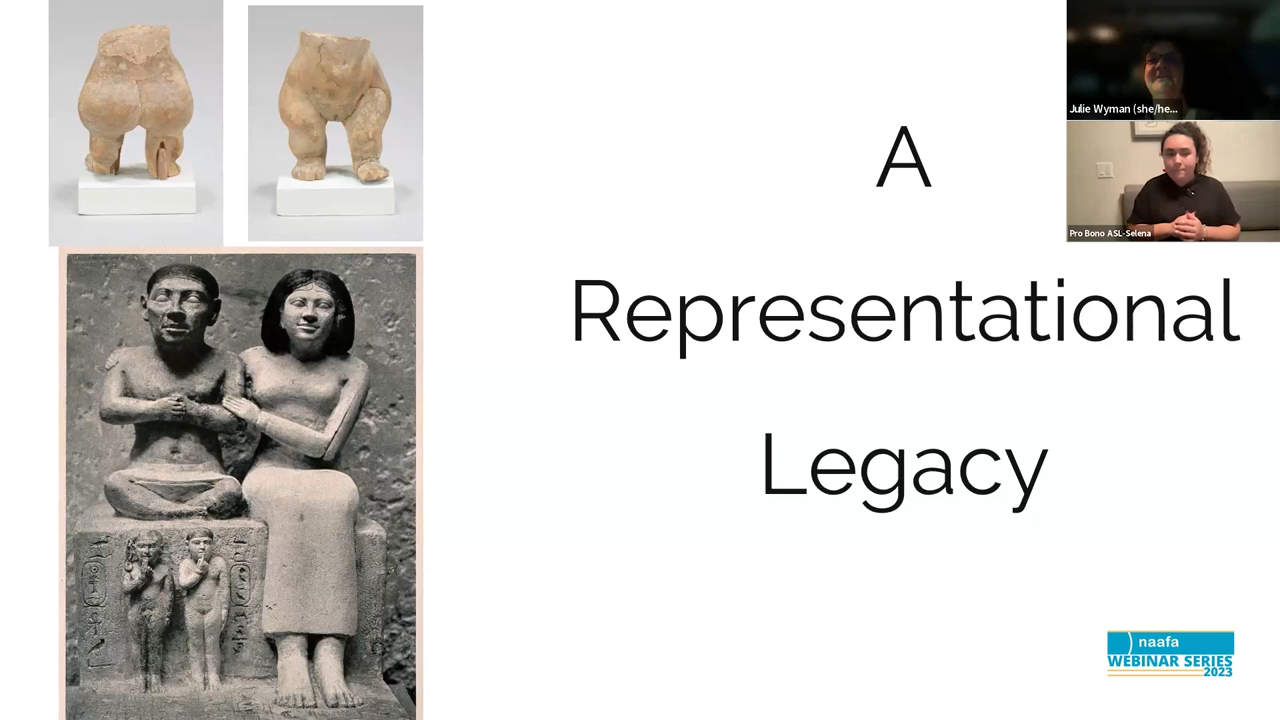 A
Representational
Legacy
Julie Wyman (she/he...
Pro Bono ASL-Selena
naafa
WEBINAR SERIES
2023